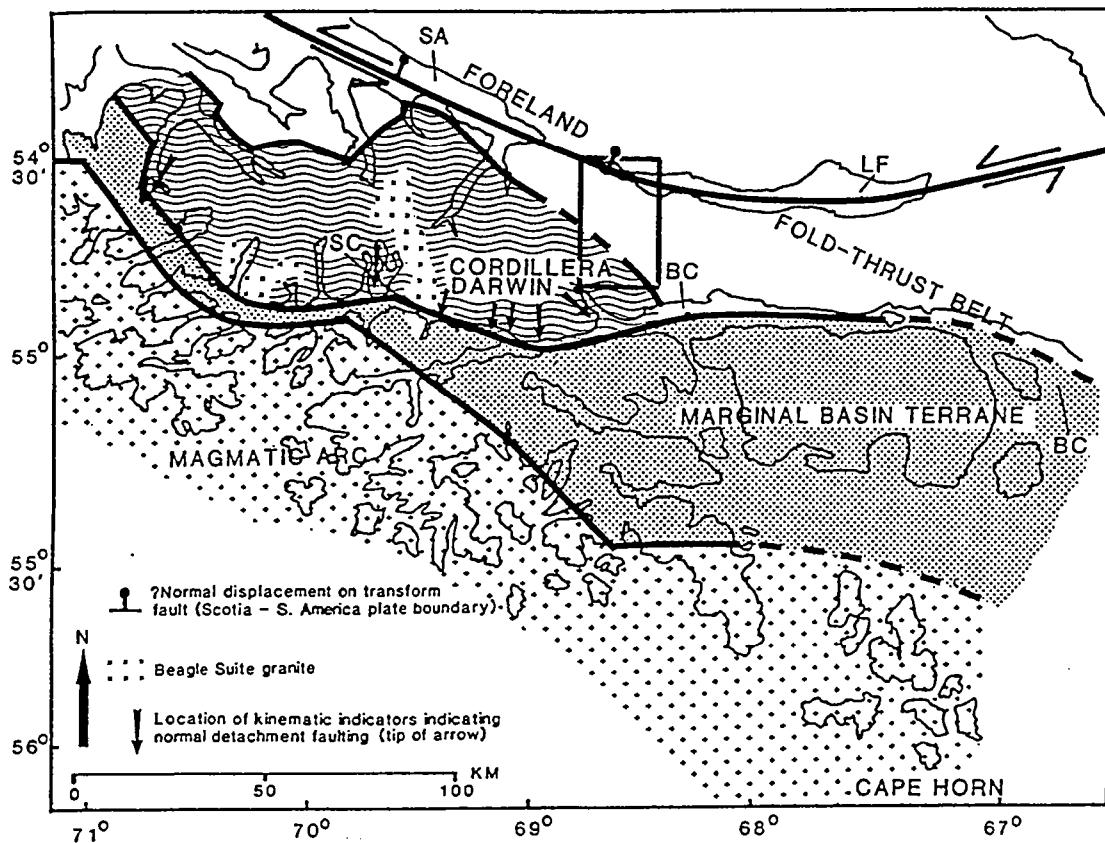 SA
FORELAND
54°
30'
LF
FOLD-THRUST BELT
SC
CORDILLERA
DARWIN
BC
55°
MARGINAL BASIN TERRANE
BC
MAGMATIC ARC
55°
30'
?Normal displacement on transform
fault (Scotia – S. America plate boundary)
N
Beagle Suite granite
Location of kinematic indicators indicating
normal detachment faulting (tip of arrow)
56°
KM
0 50 100
CAPE HORN
71° 70° 69° 68° 67°